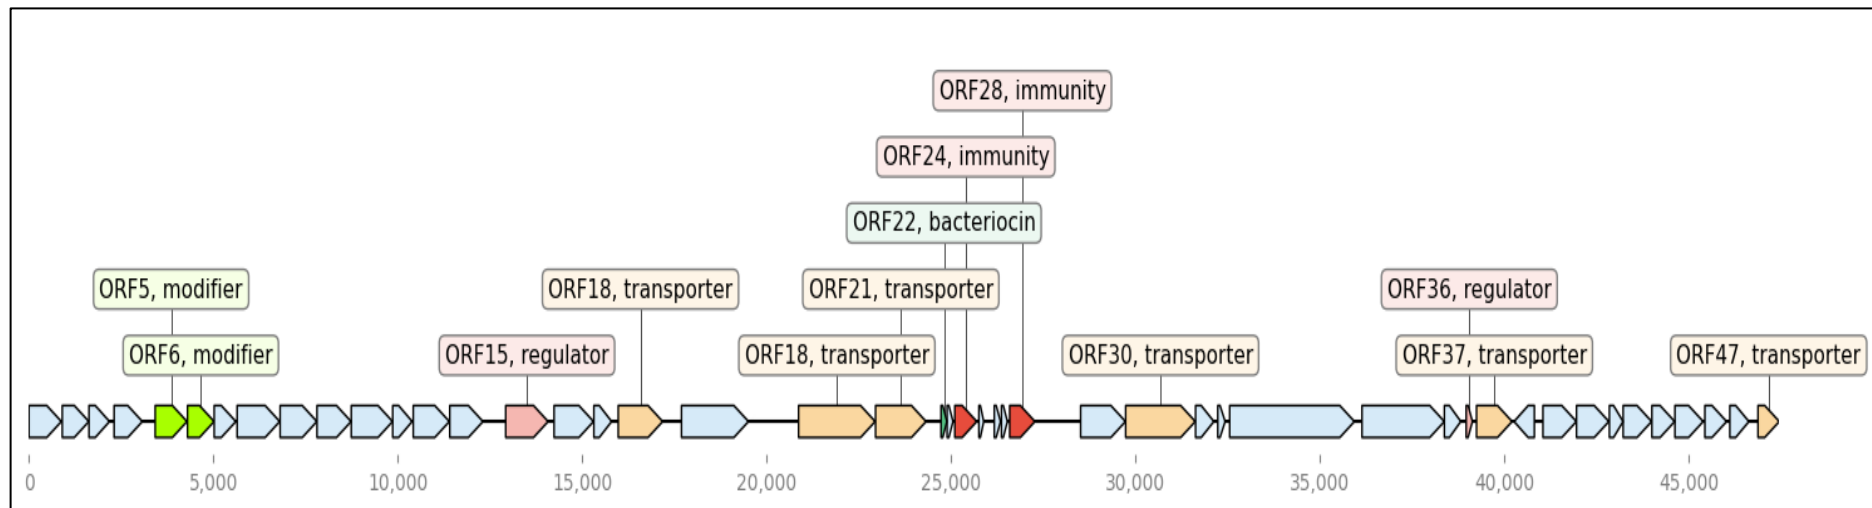 ORF28, immunity
ORF24, immunity
ORF22, bacteriocin
ORF5, modifier
ORF18, transporter
ORF21, transporter
ORF36, regulator
ORF6, modifier
ORF15, regulator
ORF18, transporter
ORF30, transporter
ORF37, transporter
ORF47, transporter
0
5,000
10,000
15,000
20,000
25,000
30,000
35,000
40,000
45,000